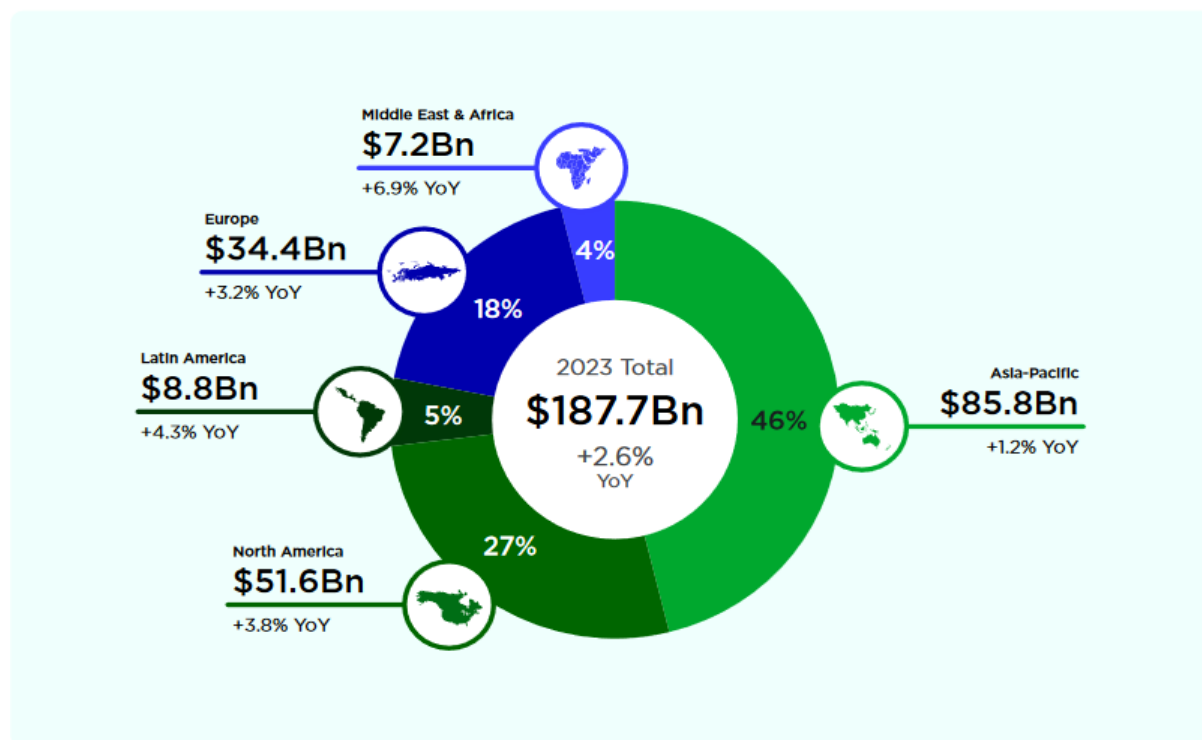 Middle East & Africa
$7.2Bn
+6.9% YoY
4%
Europe
$34.4Bn
+3.2% YoY
18%
Latin America
$8.8Bn
+4.3% YoY
5%
2023 Total
$187.7Bn
+2.6%
YoY
46%
Asia-Pacific
$85.8Bn
+1.2% YoY
North America
$51.6Bn
+3.8% YoY
27%